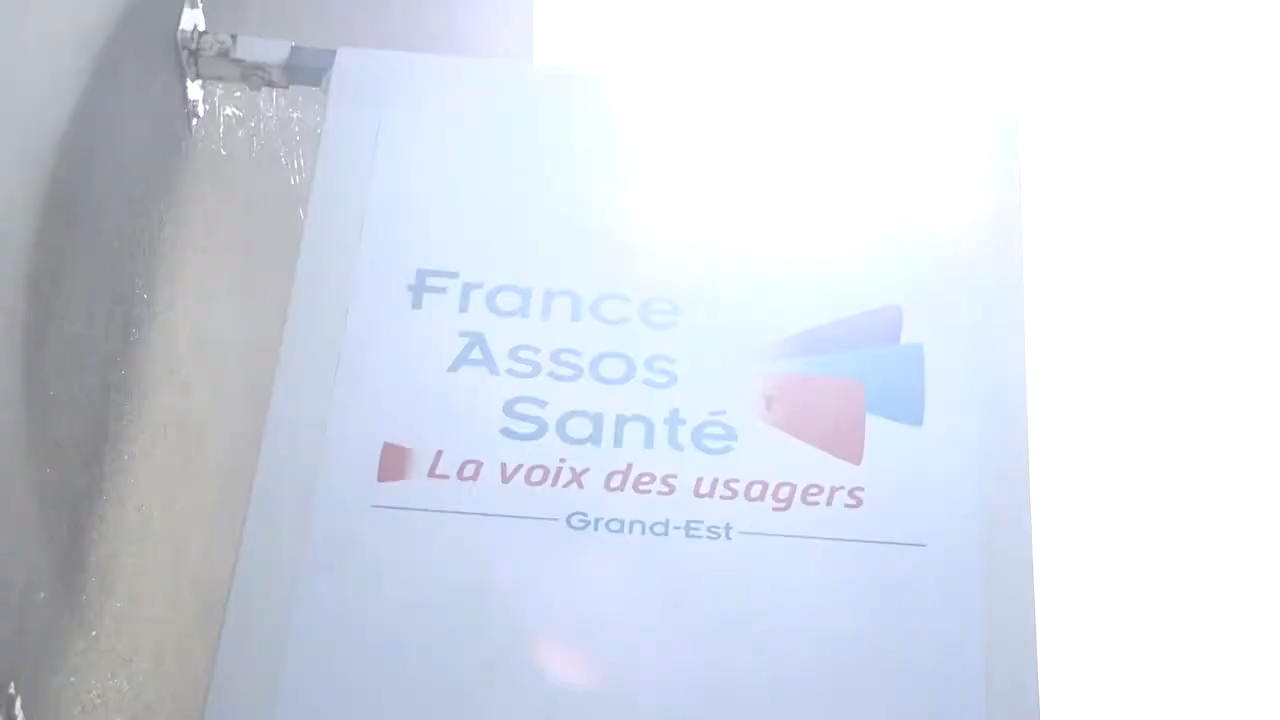 France
Assos
Santé
La voix des usagers
Grand-Est